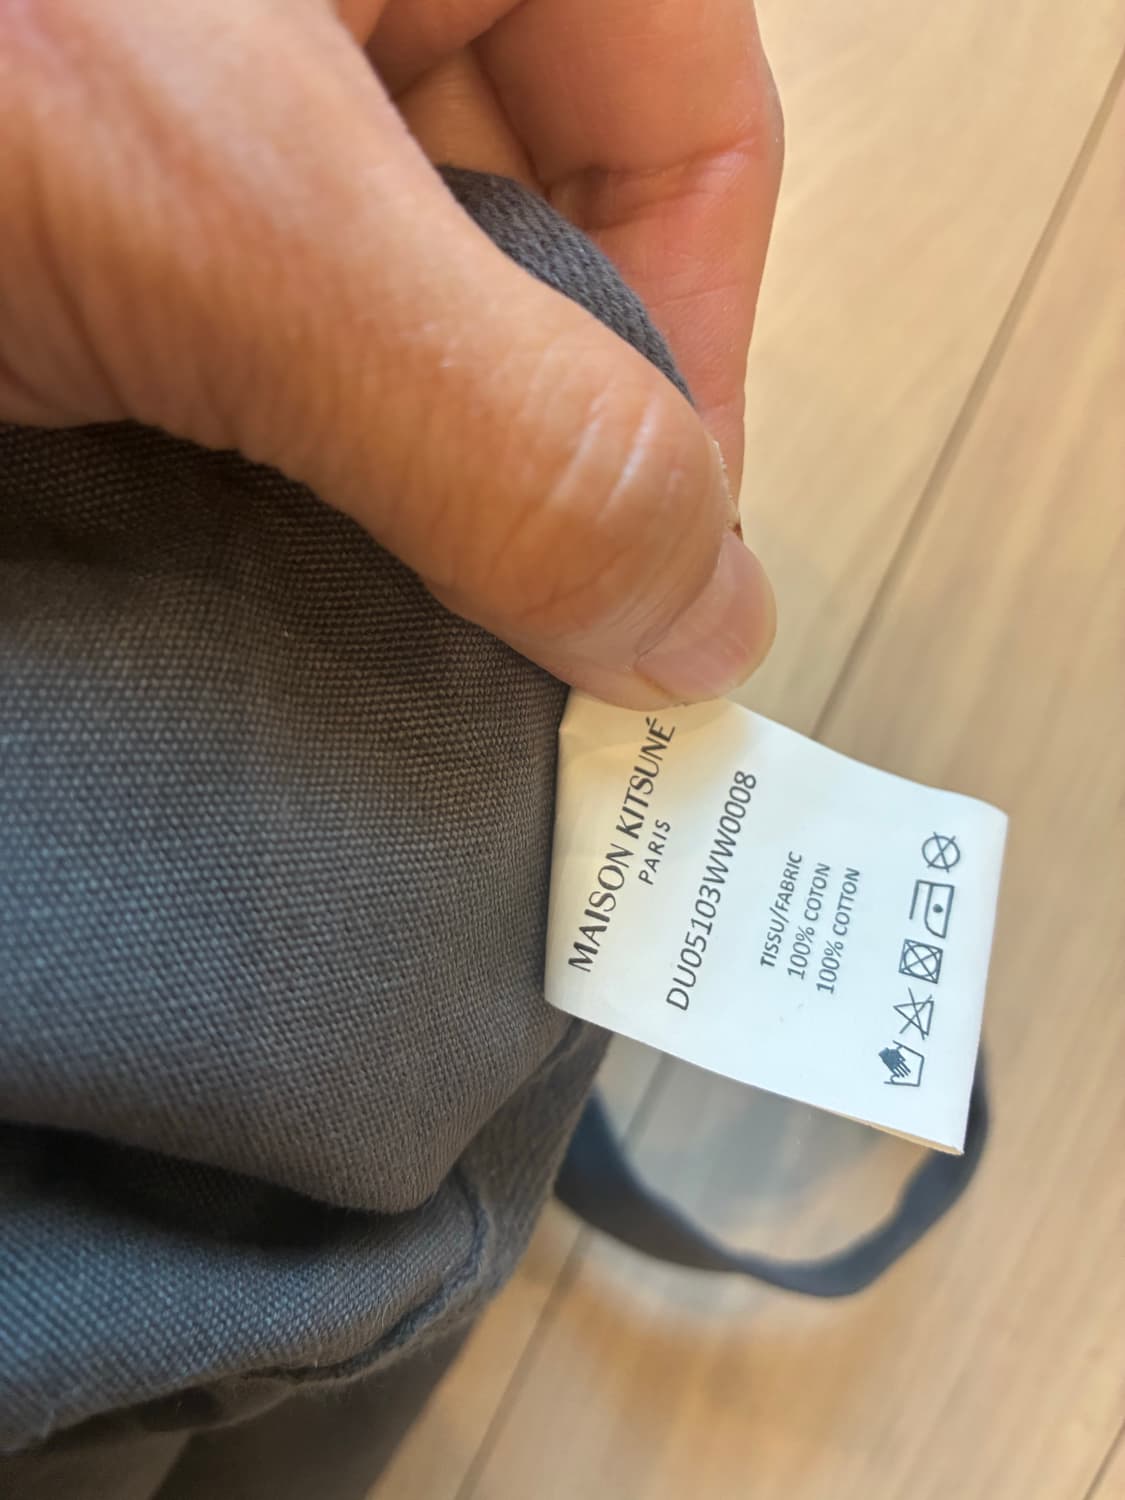 MAISON KITSUNÉ
PARIS
DU05103WW0008
TISSU/FABRIC
100% COTON
100% COTTON